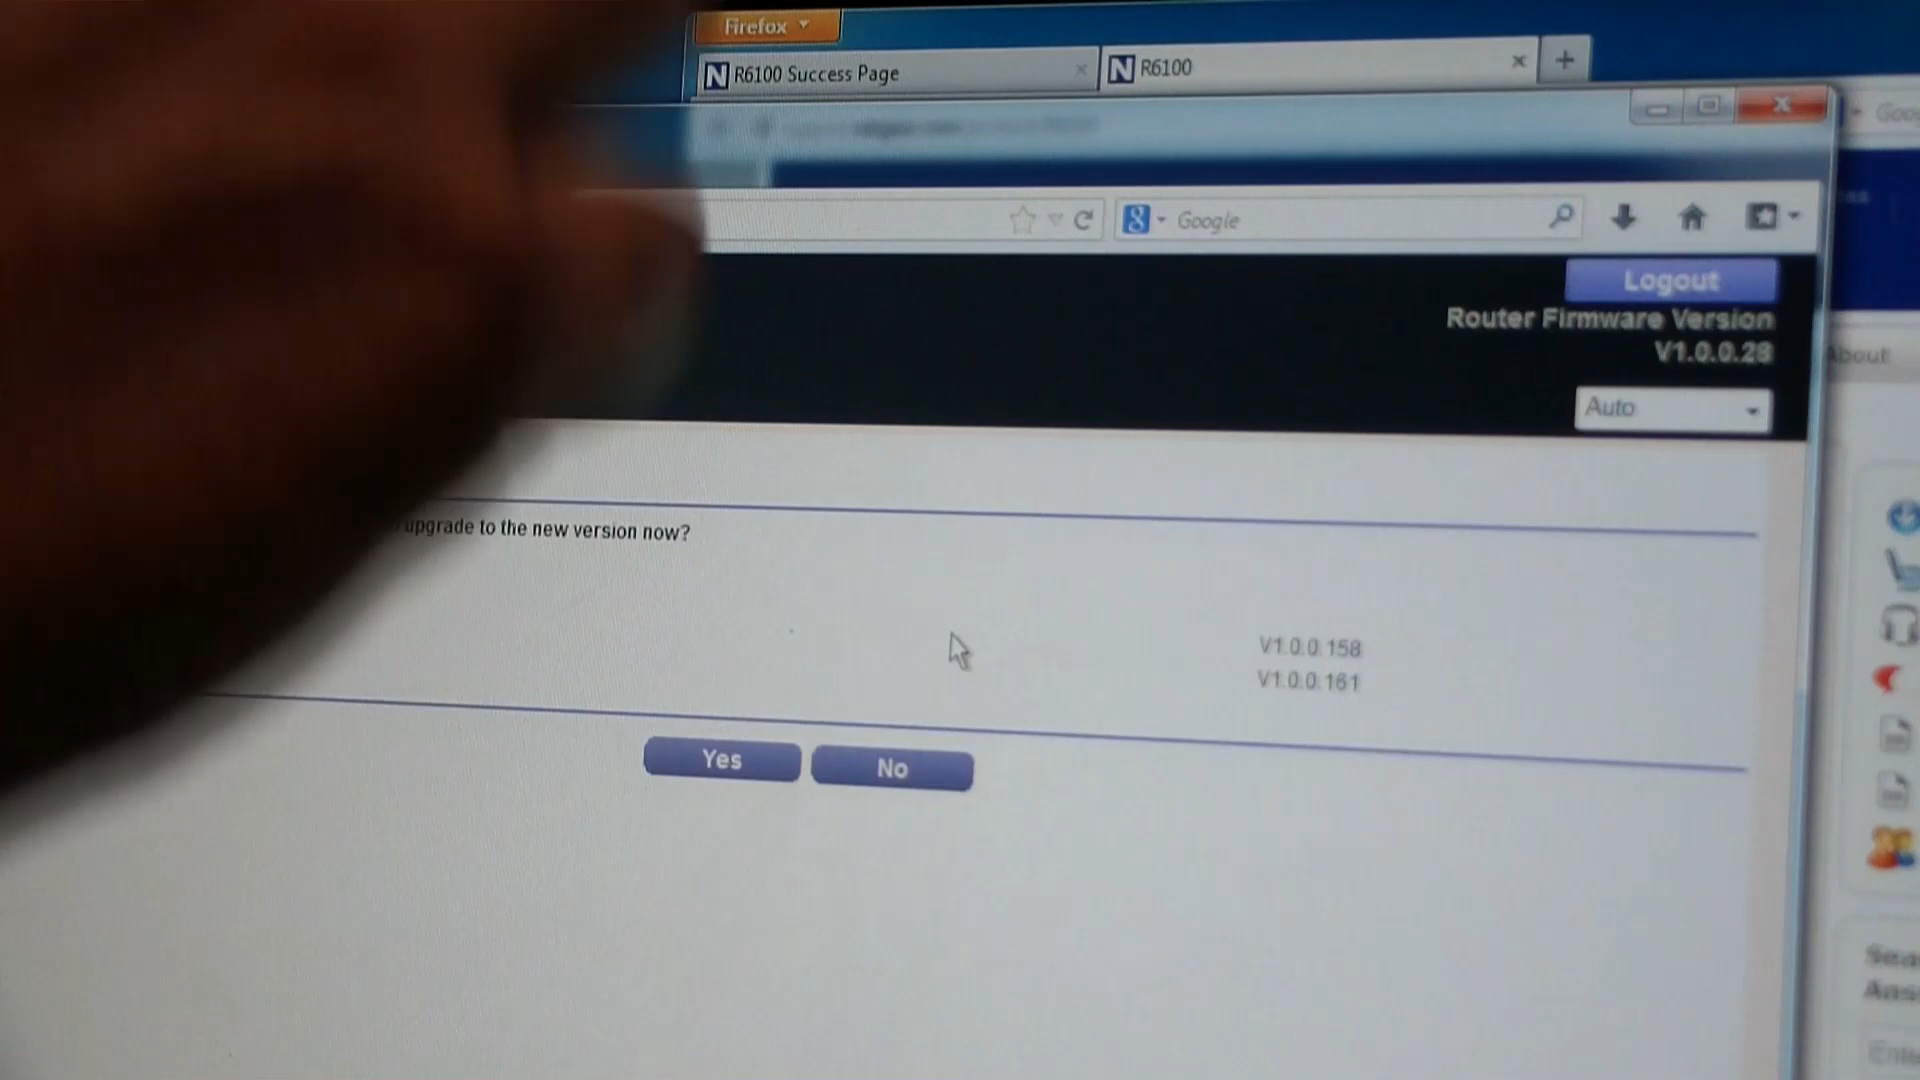 Firefox
N R6100 Success Page
N R6100
8 Google
Logout
Router Firmware Version
V1.0.0.28
About
Auto
upgrade to the new version now?
V1.0.0.158
V1.0.0.161
Yes
No